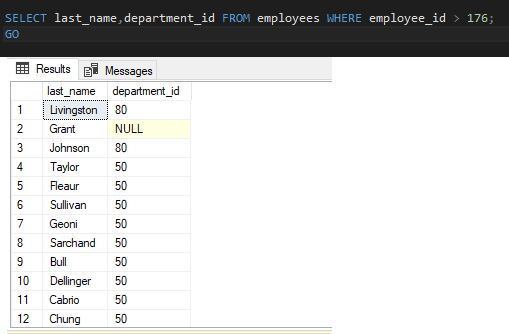 SELECT last_name,department_id FROM employees WHERE employee_id > 176;
GO
Results Messages
last_name department_id
1 Livingston 80
2 Grant NULL
3 Johnson 80
4 Taylor 50
5 Fleaur 50
6 Sullivan 50
7 Geoni 50
8 Sarchand 50
9 Bull 50
10 Dellinger 50
11 Cabrio 50
12 Chung 50